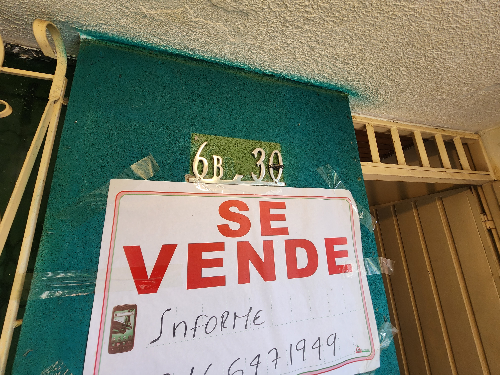 6B 30
SE
VENDE
INFORME
6471949